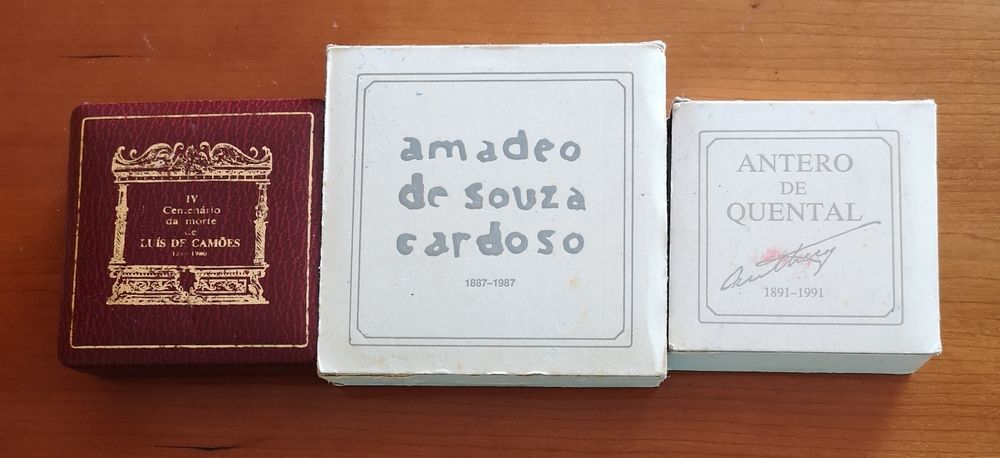 IV
Centenário
da morte
de
LUÍS DE CAMÕES
1980
amadeo
de souza
cardoso
1887-1987
ANTERO
DE
QUENTAL
1891-1991